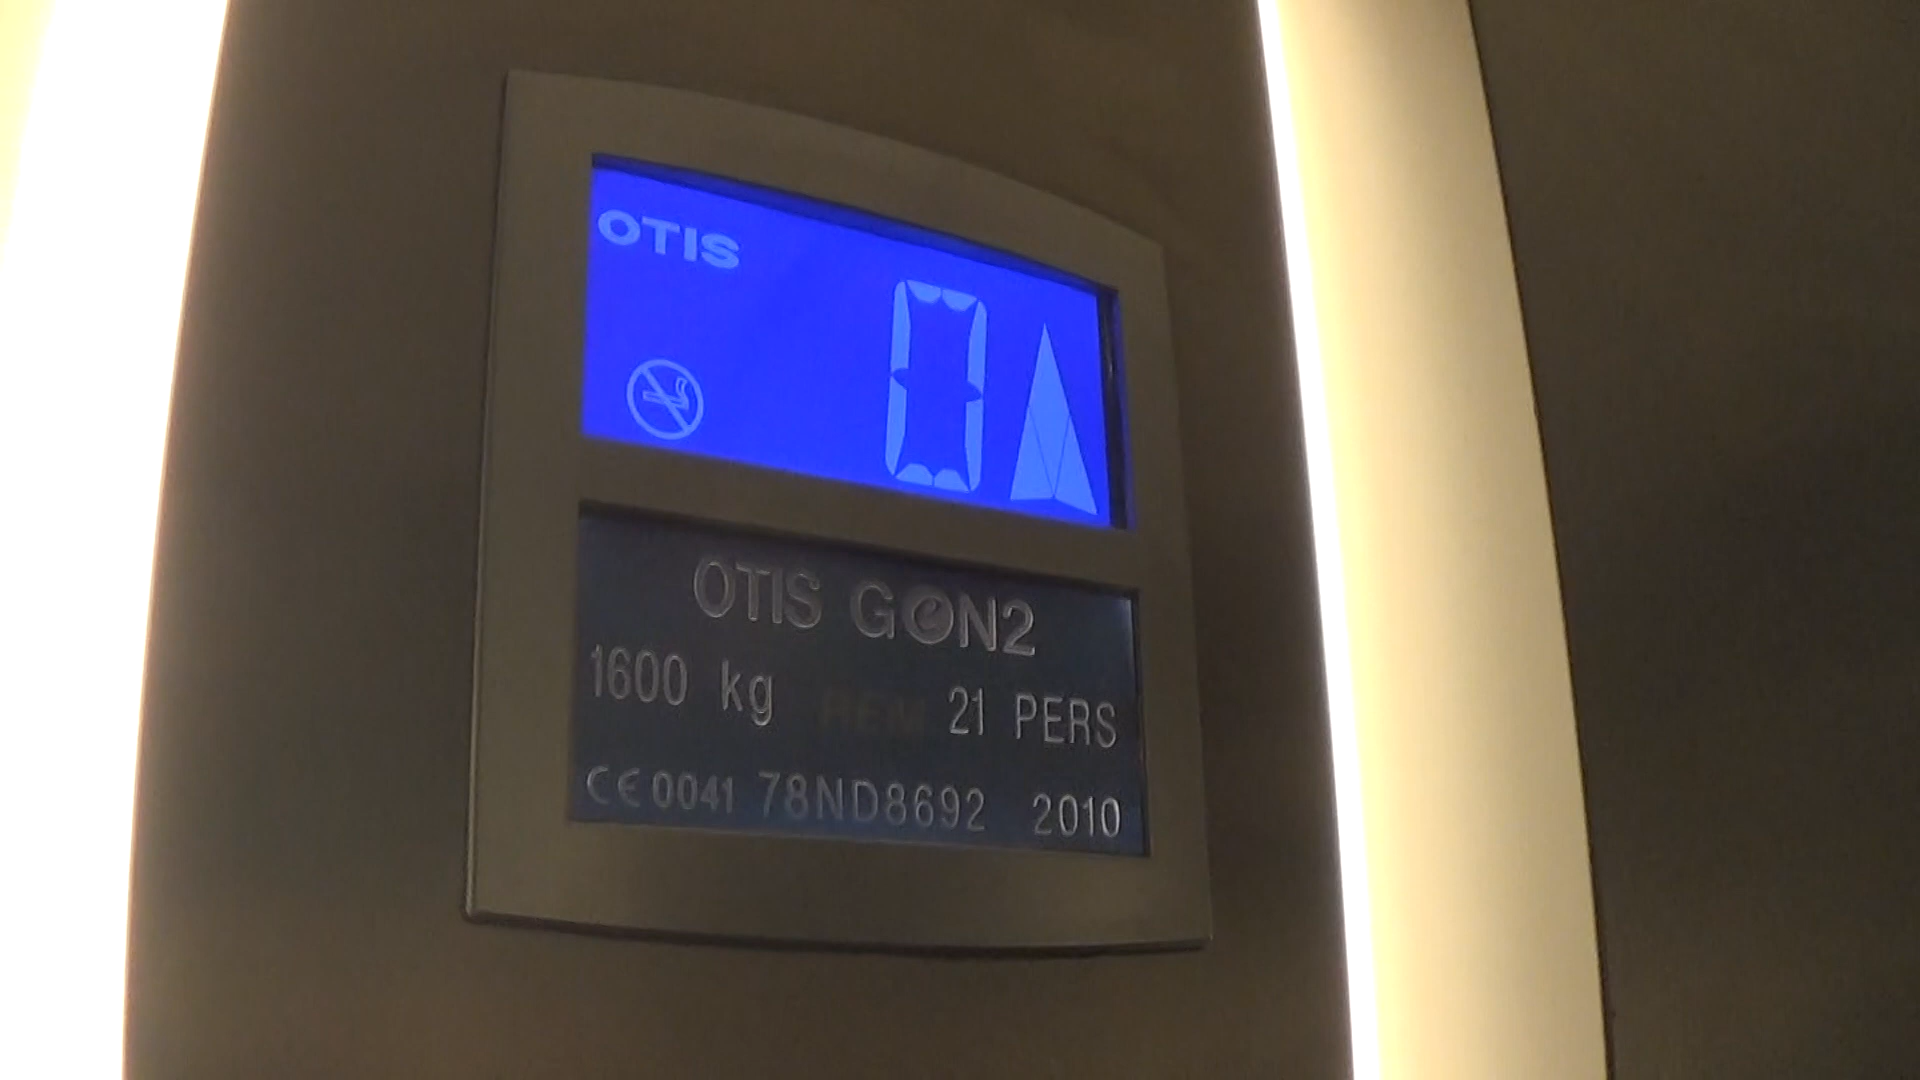 OTIS
0
OTIS GeN2
1600 kg 21 PERS
CE 0041 78ND8692 2010